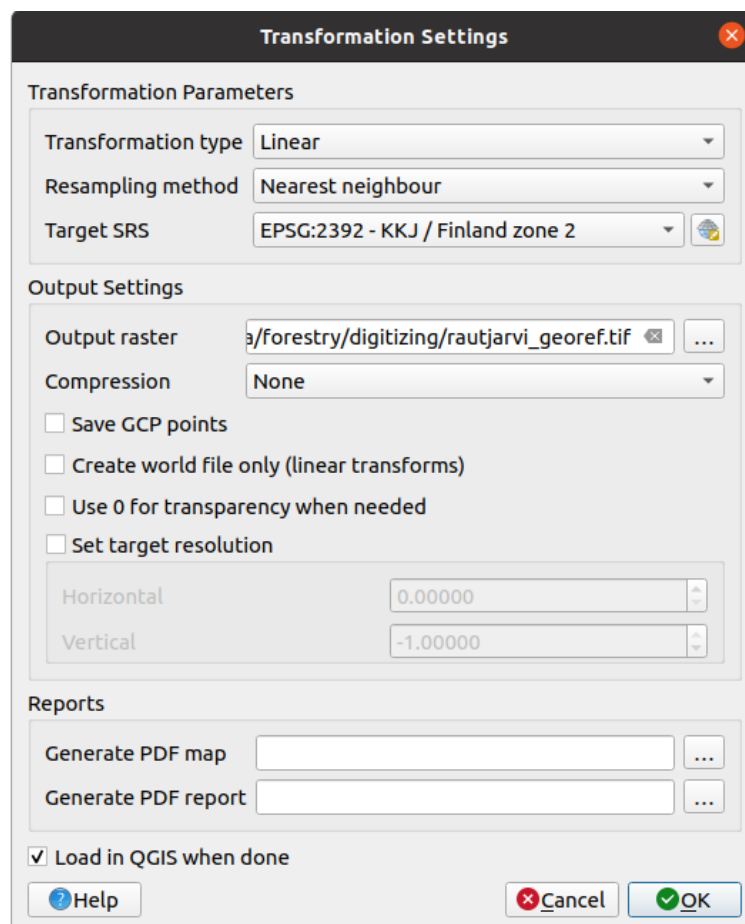 Transformation Settings
Transformation Parameters
Transformation type Linear
Resampling method Nearest neighbour
Target SRS EPSG:2392 - KKJ / Finland zone 2
Output Settings
Output raster a/forestry/digitizing/rautjarvi_georef.tif ...
Compression None
Save GCP points
Create world file only (linear transforms)
Use 0 for transparency when needed
Set target resolution
Horizontal 0.00000
Vertical -1.00000
Reports
Generate PDF map ...
Generate PDF report ...
Load in QGIS when done
Help Cancel OK